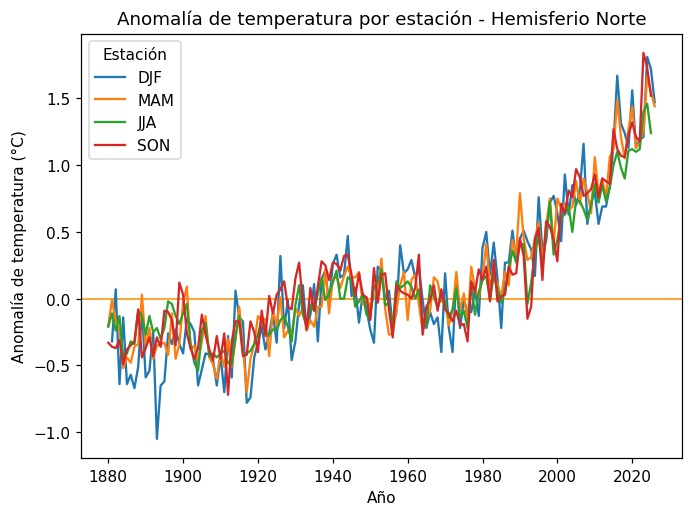 Anomalía de temperatura por estación - Hemisferio Norte
Estación
DJF
MAM
JJA
SON
Anomalía de temperatura (°C)
1.5
1.0
0.5
0.0
−0.5
−1.0
1880 1900 1920 1940 1960 1980 2000 2020
Año